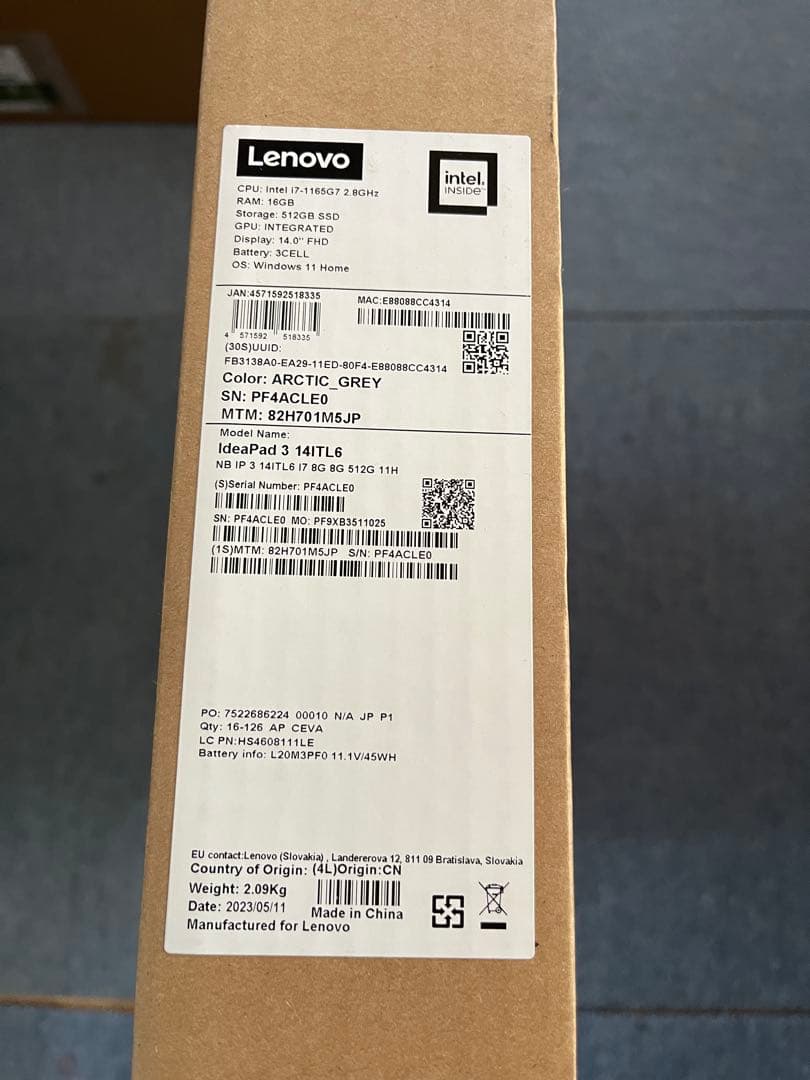 Lenovo
intel.
INSIDE™
CPU: Intel i7-1165G7 2.8GHz
RAM: 16GB
Storage: 512GB SSD
GPU: INTEGRATED
Display: 14.0" FHD
Battery: 3CELL
OS: Windows 11 Home
JAN:4571592518335
MAC:E88088CC4314
4 571592 518335
(30S)UUID:
FB3138A0-EA29-11ED-80F4-E88088CC4314
Color: ARCTIC_GREY
SN: PF4ACLE0
MTM: 82H701M5JP
Model Name:
IdeaPad 3 14ITL6
NB IP 3 14ITL6 I7 8G 8G 512G 11H
(S)Serial Number: PF4ACLE0
SN: PF4ACLE0 MO: PF9XB3511025
(1S)MTM: 82H701M5JP S/N: PF4ACLE0
PO: 7522686224 00010 N/A JP P1
Qty: 16-126 AP CEVA
LC PN:HS4608111LE
Battery info: L20M3PF0 11.1V/45WH
EU contact:Lenovo (Slovakia) , Landererova 12, 811 09 Bratislava, Slovakia
Country of Origin: (4L)Origin:CN
Weight: 2.09Kg
Date: 2023/05/11
Made in China
Manufactured for Lenovo